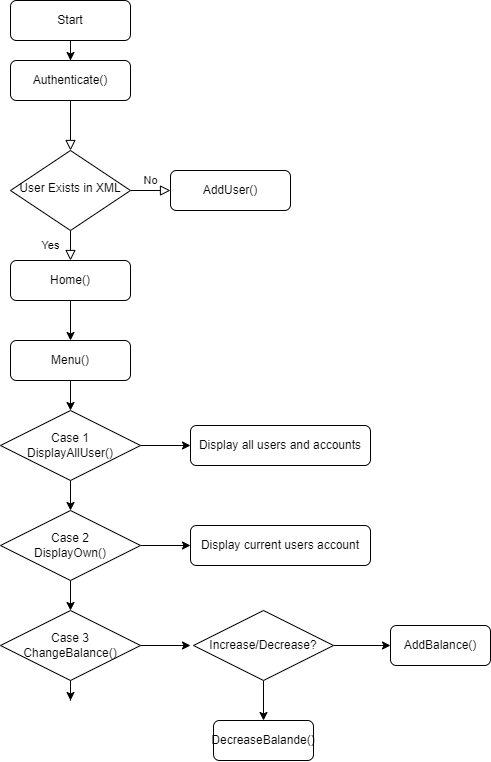 Start
Authenticate()
User Exists in XML
No
AddUser()
Yes
Home()
Menu()
Case 1
DisplayAllUser()
Display all users and accounts
Case 2
DisplayOwn()
Display current users account
Case 3
ChangeBalance()
Increase/Decrease?
AddBalance()
DecreaseBalande()